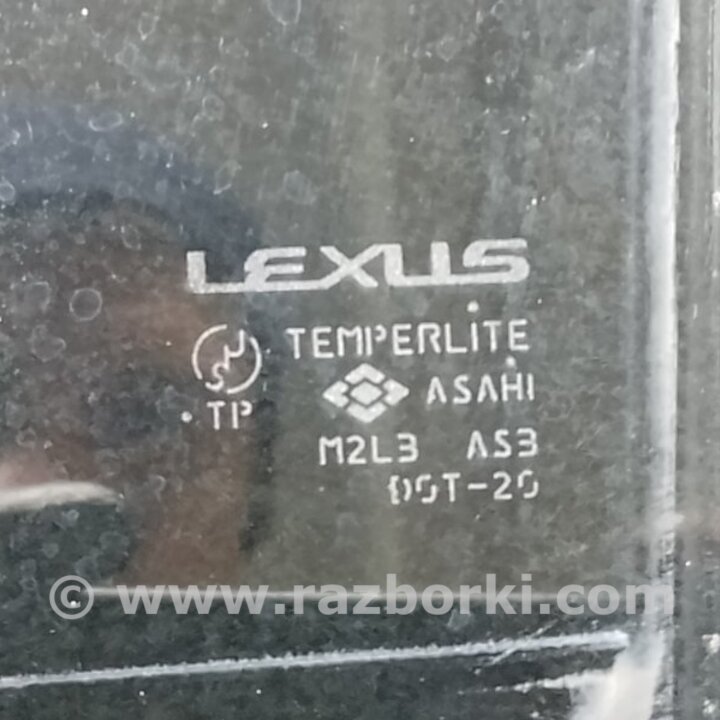 LEXUS
TEMPERLITE
ASAHI
TP
M2L3 AS3
DOT-20
© www.razborki.com